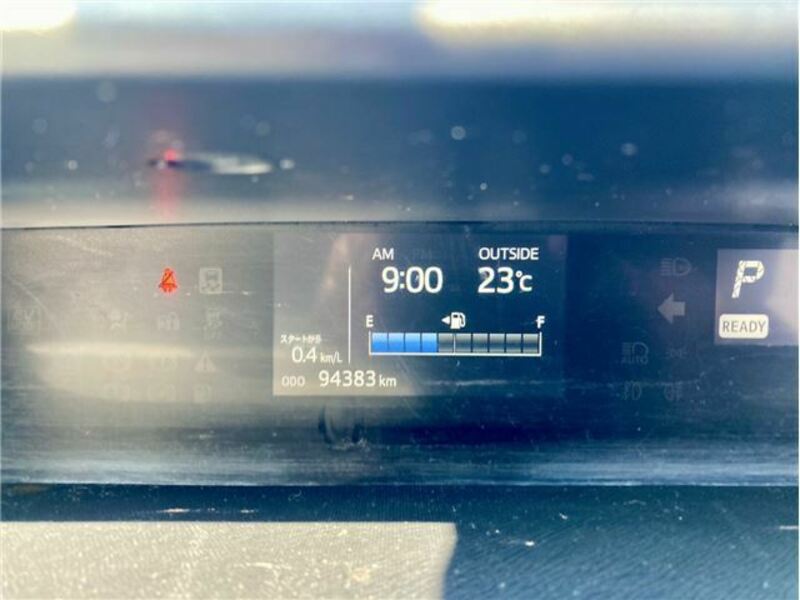 AM OUTSIDE
9:00 23℃
E F
スタートから
0.4 km/L
ODO 94383 km
P
READY
AUTO